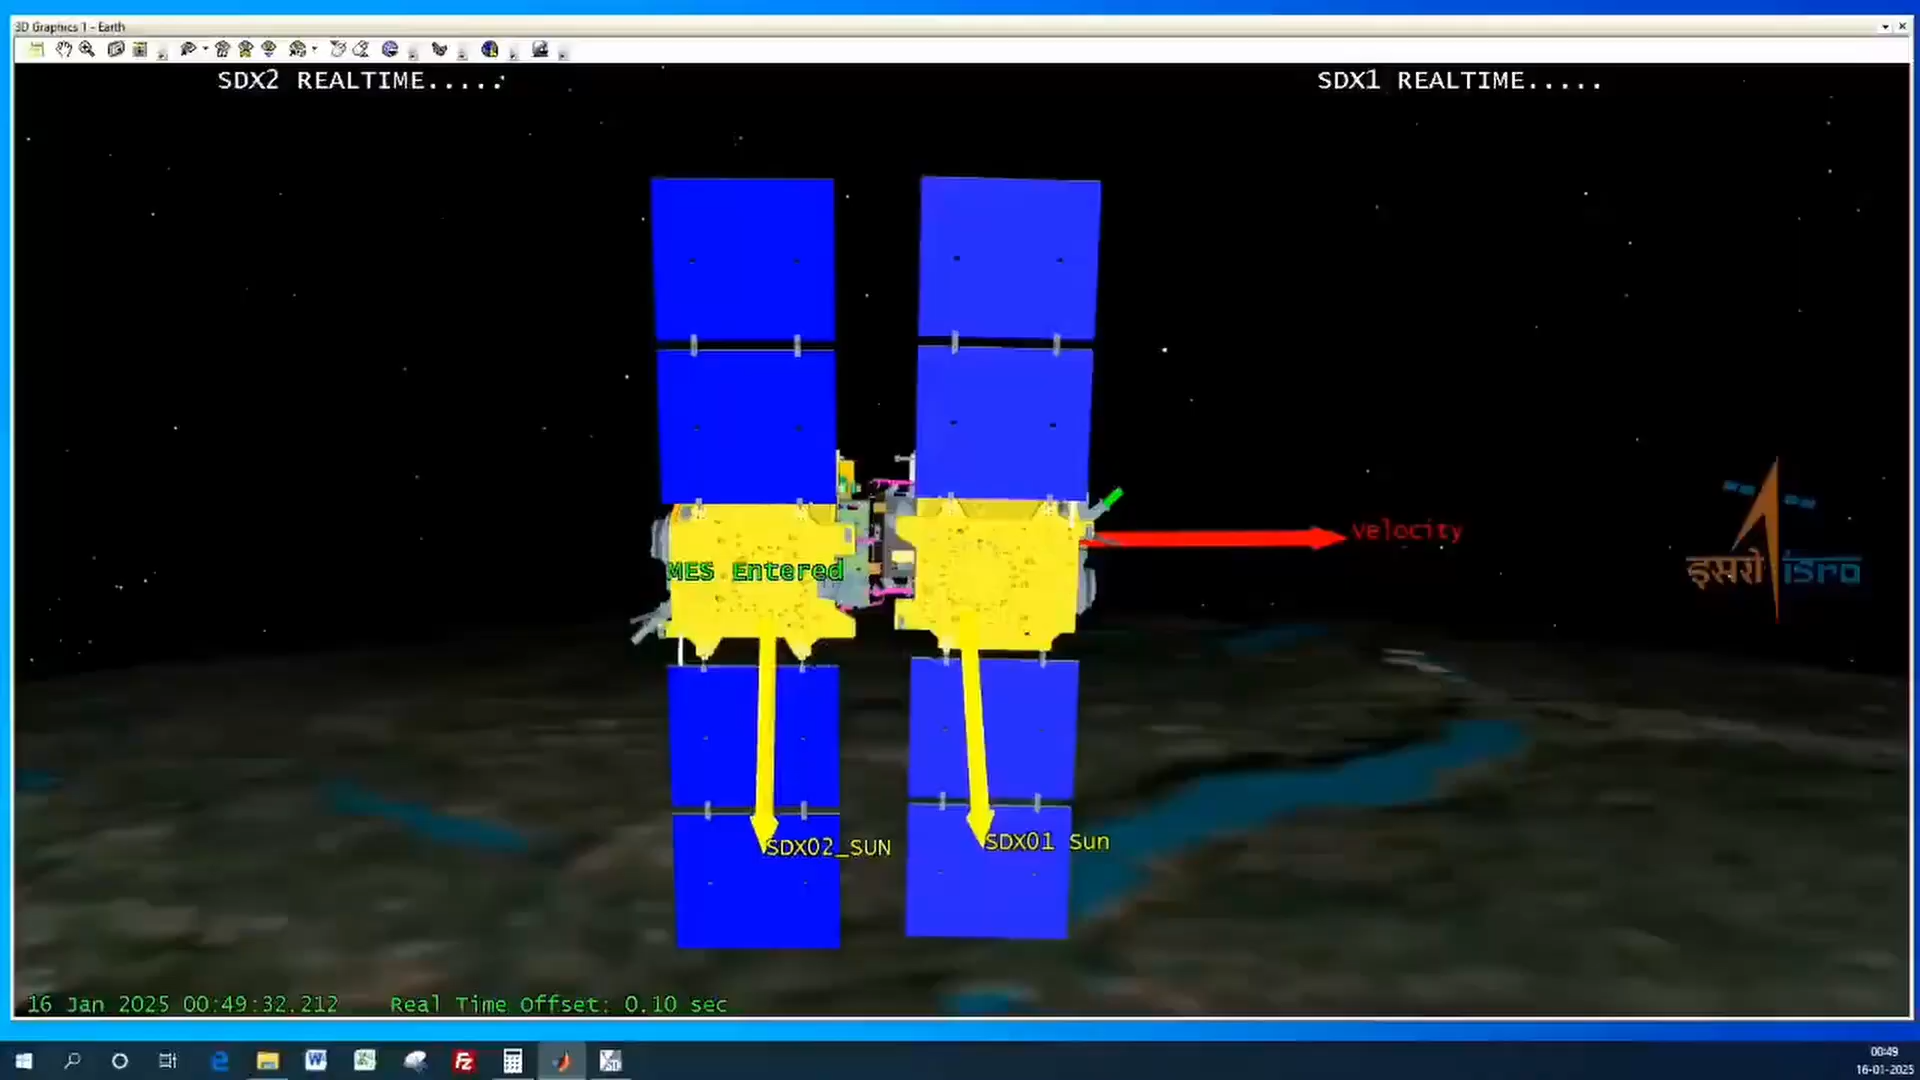 3D Graphics 1 - Earth
SDX2 REALTIME.....
SDX1 REALTIME.....
Velocity
MES Entered
इसरो isro
SDX02_SUN
SDX01 Sun
16 Jan 2025 00:49:32.212 Real Time Offset: 0.10 sec
00:49
16-01-2025